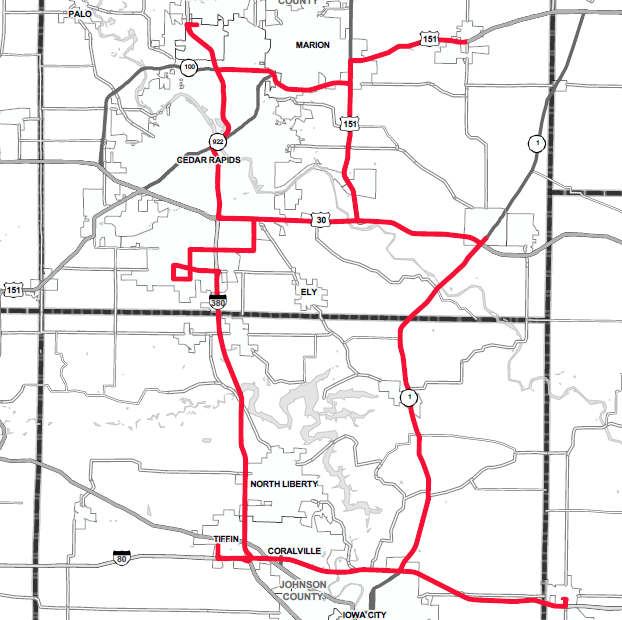 COUNTY
PALO
MARION
151
100
151
922
1
CEDAR RAPIDS
30
151
380
ELY
1
NORTH LIBERTY
TIFFIN
CORALVILLE
80
JOHNSON
COUNTY
IOWA CITY